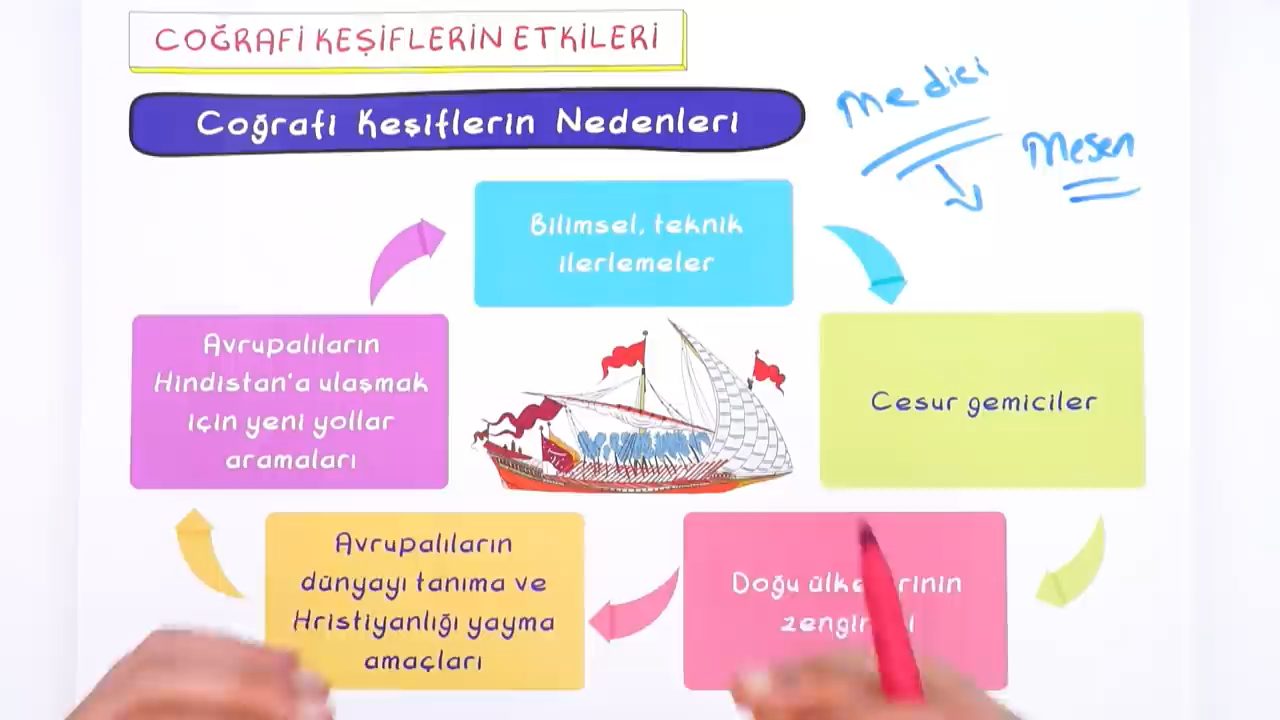 COĞRAFİ KEŞİFLERİN ETKİLERİ
Coğrafi Keşiflerin Nedenleri
Medici
Mesen
Bilimsel, teknik
ilerlemeler
Avrupalıların
Hindistan'a ulaşmak
için yeni yollar
aramaları
Cesur gemiciler
Avrupalıların
dünyayı tanıma ve
Hristiyanlığı yayma
amaçları
Doğu